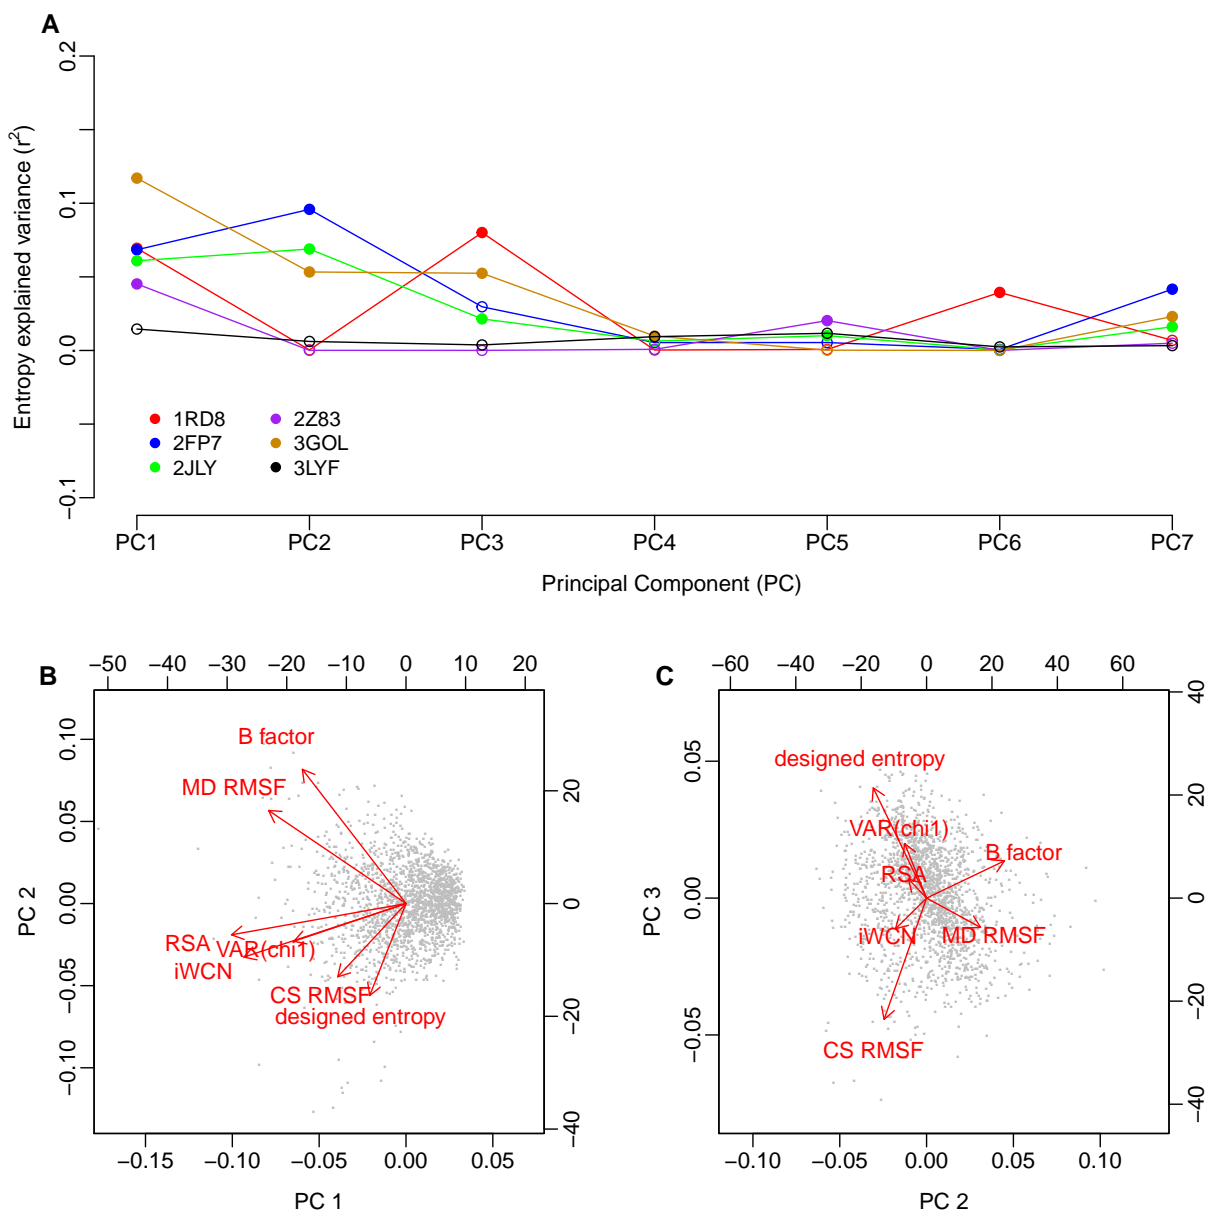 A
Entropy explained variance (r2)
0.2
0.1
0.0
−0.1
1RD8 2Z83
2FP7 3GOL
2JLY 3LYF
PC1 PC2 PC3 PC4 PC5 PC6 PC7
Principal Component (PC)
B
−50 −40 −30 −20 −10 0 10 20
PC 2
0.10
0.05
0.00
−0.05
−0.10
20
0
−20
−40
B factor
MD RMSF
RSA VAR(chi1)
iWCN
CS RMSF
designed entropy
−0.15 −0.10 −0.05 0.00 0.05
PC 1
C
−60 −40 −20 0 20 40 60
PC 3
0.05
0.00
−0.05
40
20
0
−20
−40
designed entropy
VAR(chi1)
B factor
RSA
iWCN MD RMSF
CS RMSF
−0.10 −0.05 0.00 0.05 0.10
PC 2